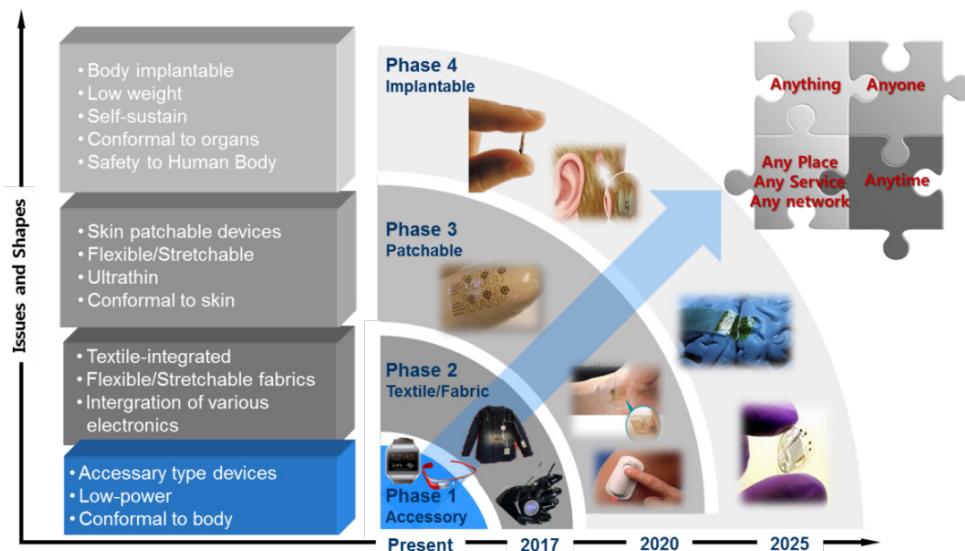 Issues and Shapes
• Body implantable
• Low weight
• Self-sustain
• Conformal to organs
• Safety to Human Body
• Skin patchable devices
• Flexible/Stretchable
• Ultrathin
• Conformal to skin
• Textile-integrated
• Flexible/Stretchable fabrics
• Intergration of various
electronics
• Accessary type devices
• Low-power
• Conformal to body
Phase 4
Implantable
Phase 3
Patchable
Phase 2
Textile/Fabric
Phase 1
Accessory
Present
2017
2020
2025
Anything
Anyone
Any Place
Any Service
Any network
Anytime